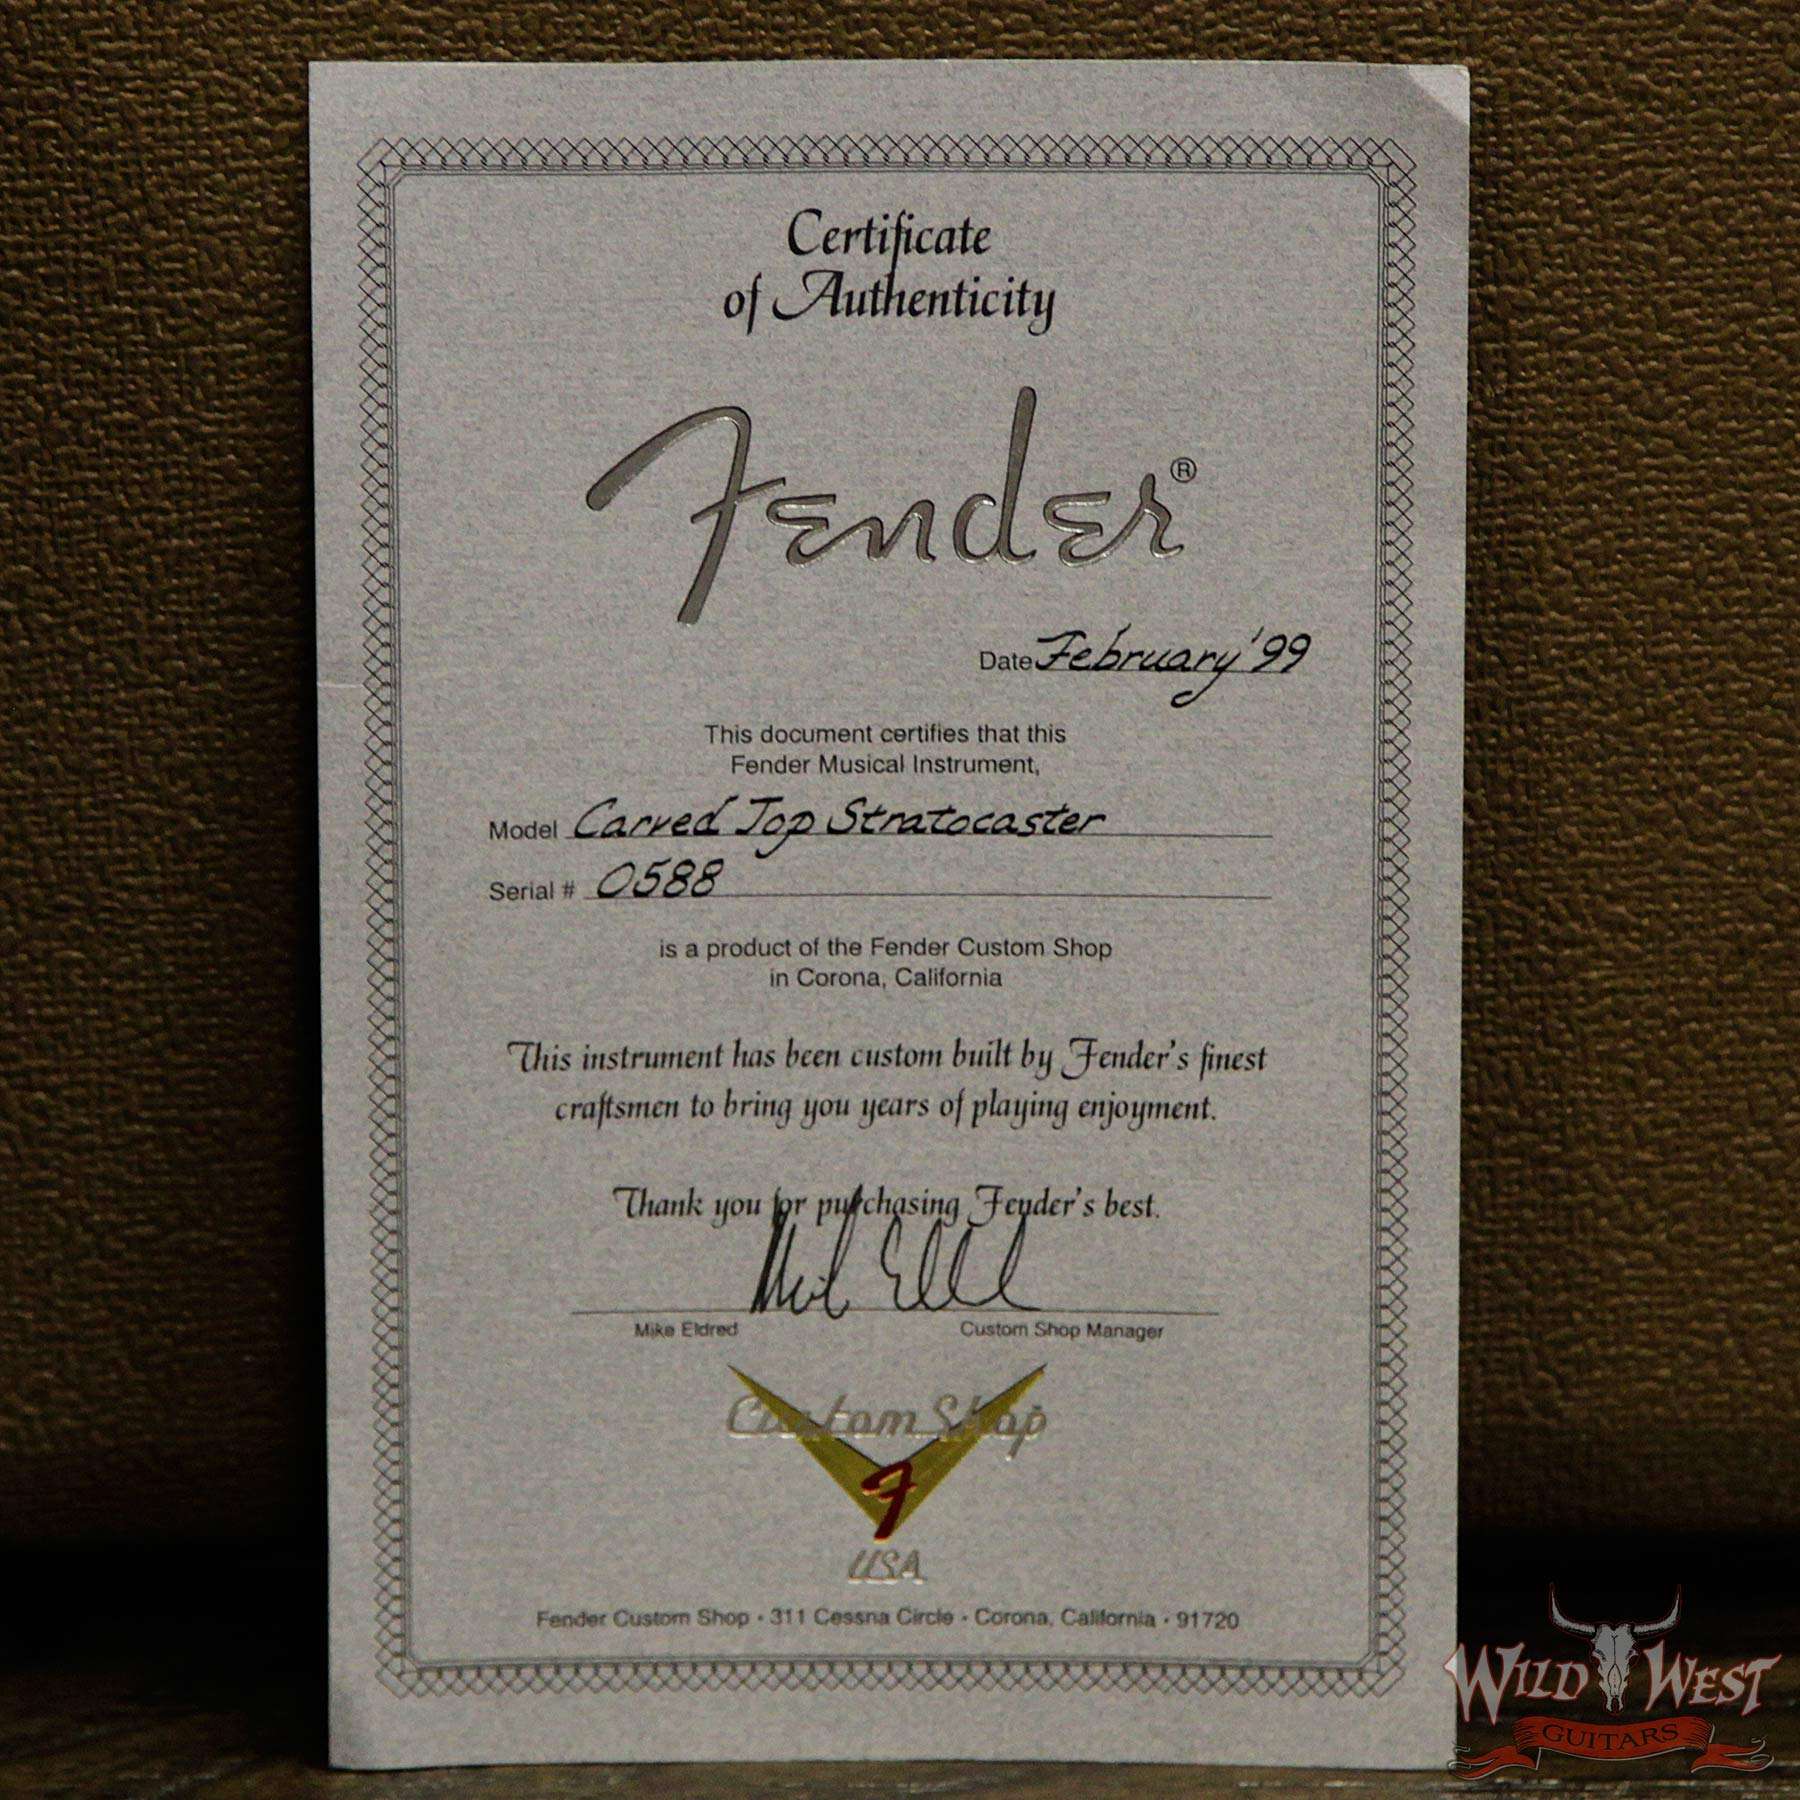 Certificate
of Authenticity
Fender®
Date February '99
This document certifies that this
Fender Musical Instrument,
Model Carved Top Stratocaster
Serial # 0588
is a product of the Fender Custom Shop
in Corona, California
This instrument has been custom built by Fender's finest
craftsmen to bring you years of playing enjoyment.
Thank you for purchasing Fender's best.
Mike Eldred
Mike Eldred Custom Shop Manager
Custom Shop
F
USA
Fender Custom Shop • 311 Cessna Circle • Corona, California • 91720
WILD WEST
GUITARS